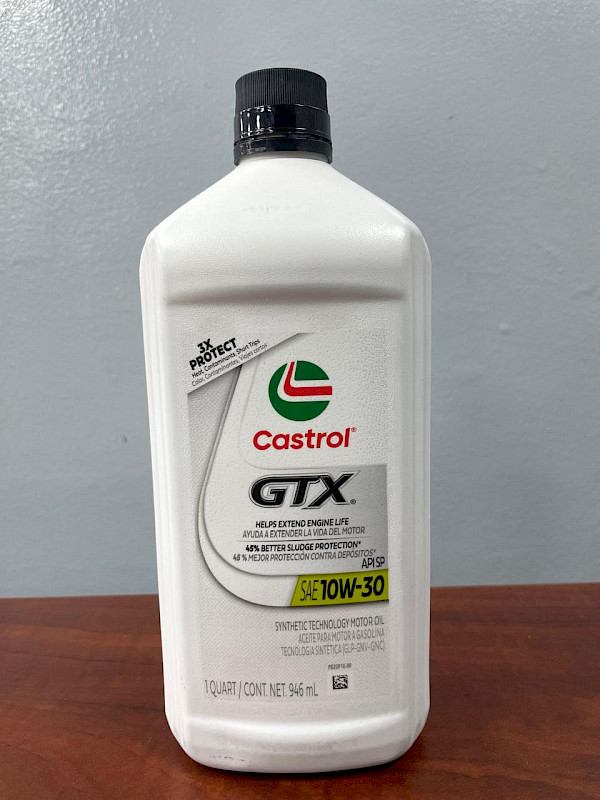 3X
PROTECT
Heat, Contaminants, Short Trips
Calor, Contaminantes, Viajes cortos
Castrol®
GTX®
HELPS EXTEND ENGINE LIFE
AYUDA A EXTENDER LA VIDA DEL MOTOR
45% BETTER SLUDGE PROTECTION*
45% MEJOR PROTECCIÓN CONTRA DEPÓSITOS*
API SP
SAE 10W-30
SYNTHETIC TECHNOLOGY MOTOR OIL
ACEITE PARA MOTOR A GASOLINA
TECNOLOGÍA SINTÉTICA (GLP-GNV-GNC)
1 QUART / CONT. NET. 946 mL